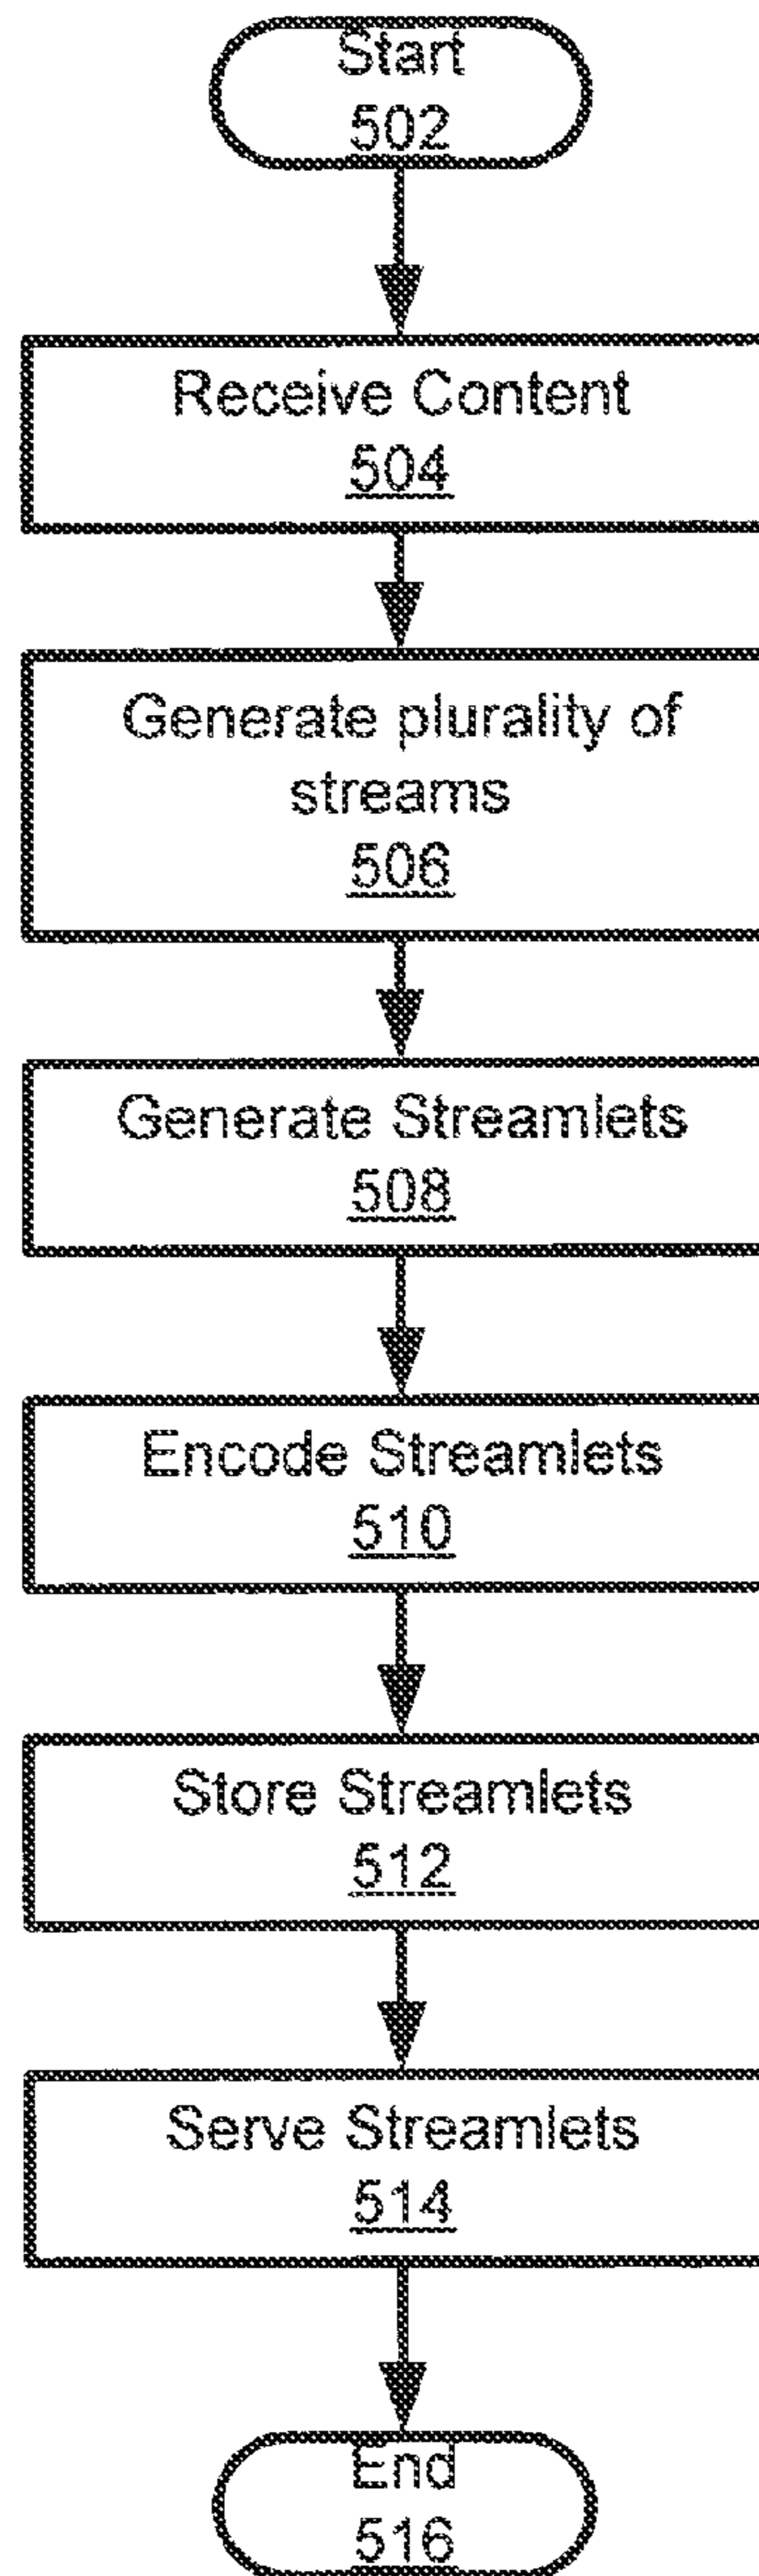 Start
502
Receive Content
504
Generate plurality of
streams
506
Generate Streamlets
508
Encode Streamlets
510
Store Streamlets
512
Serve Streamlets
514
End
516